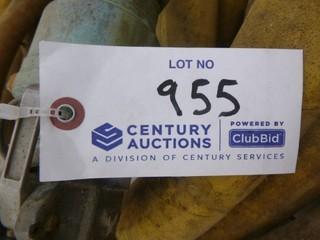 LOT NO
955
CENTURY AUCTIONS
POWERED BY
ClubBid
A DIVISION OF CENTURY SERVICES